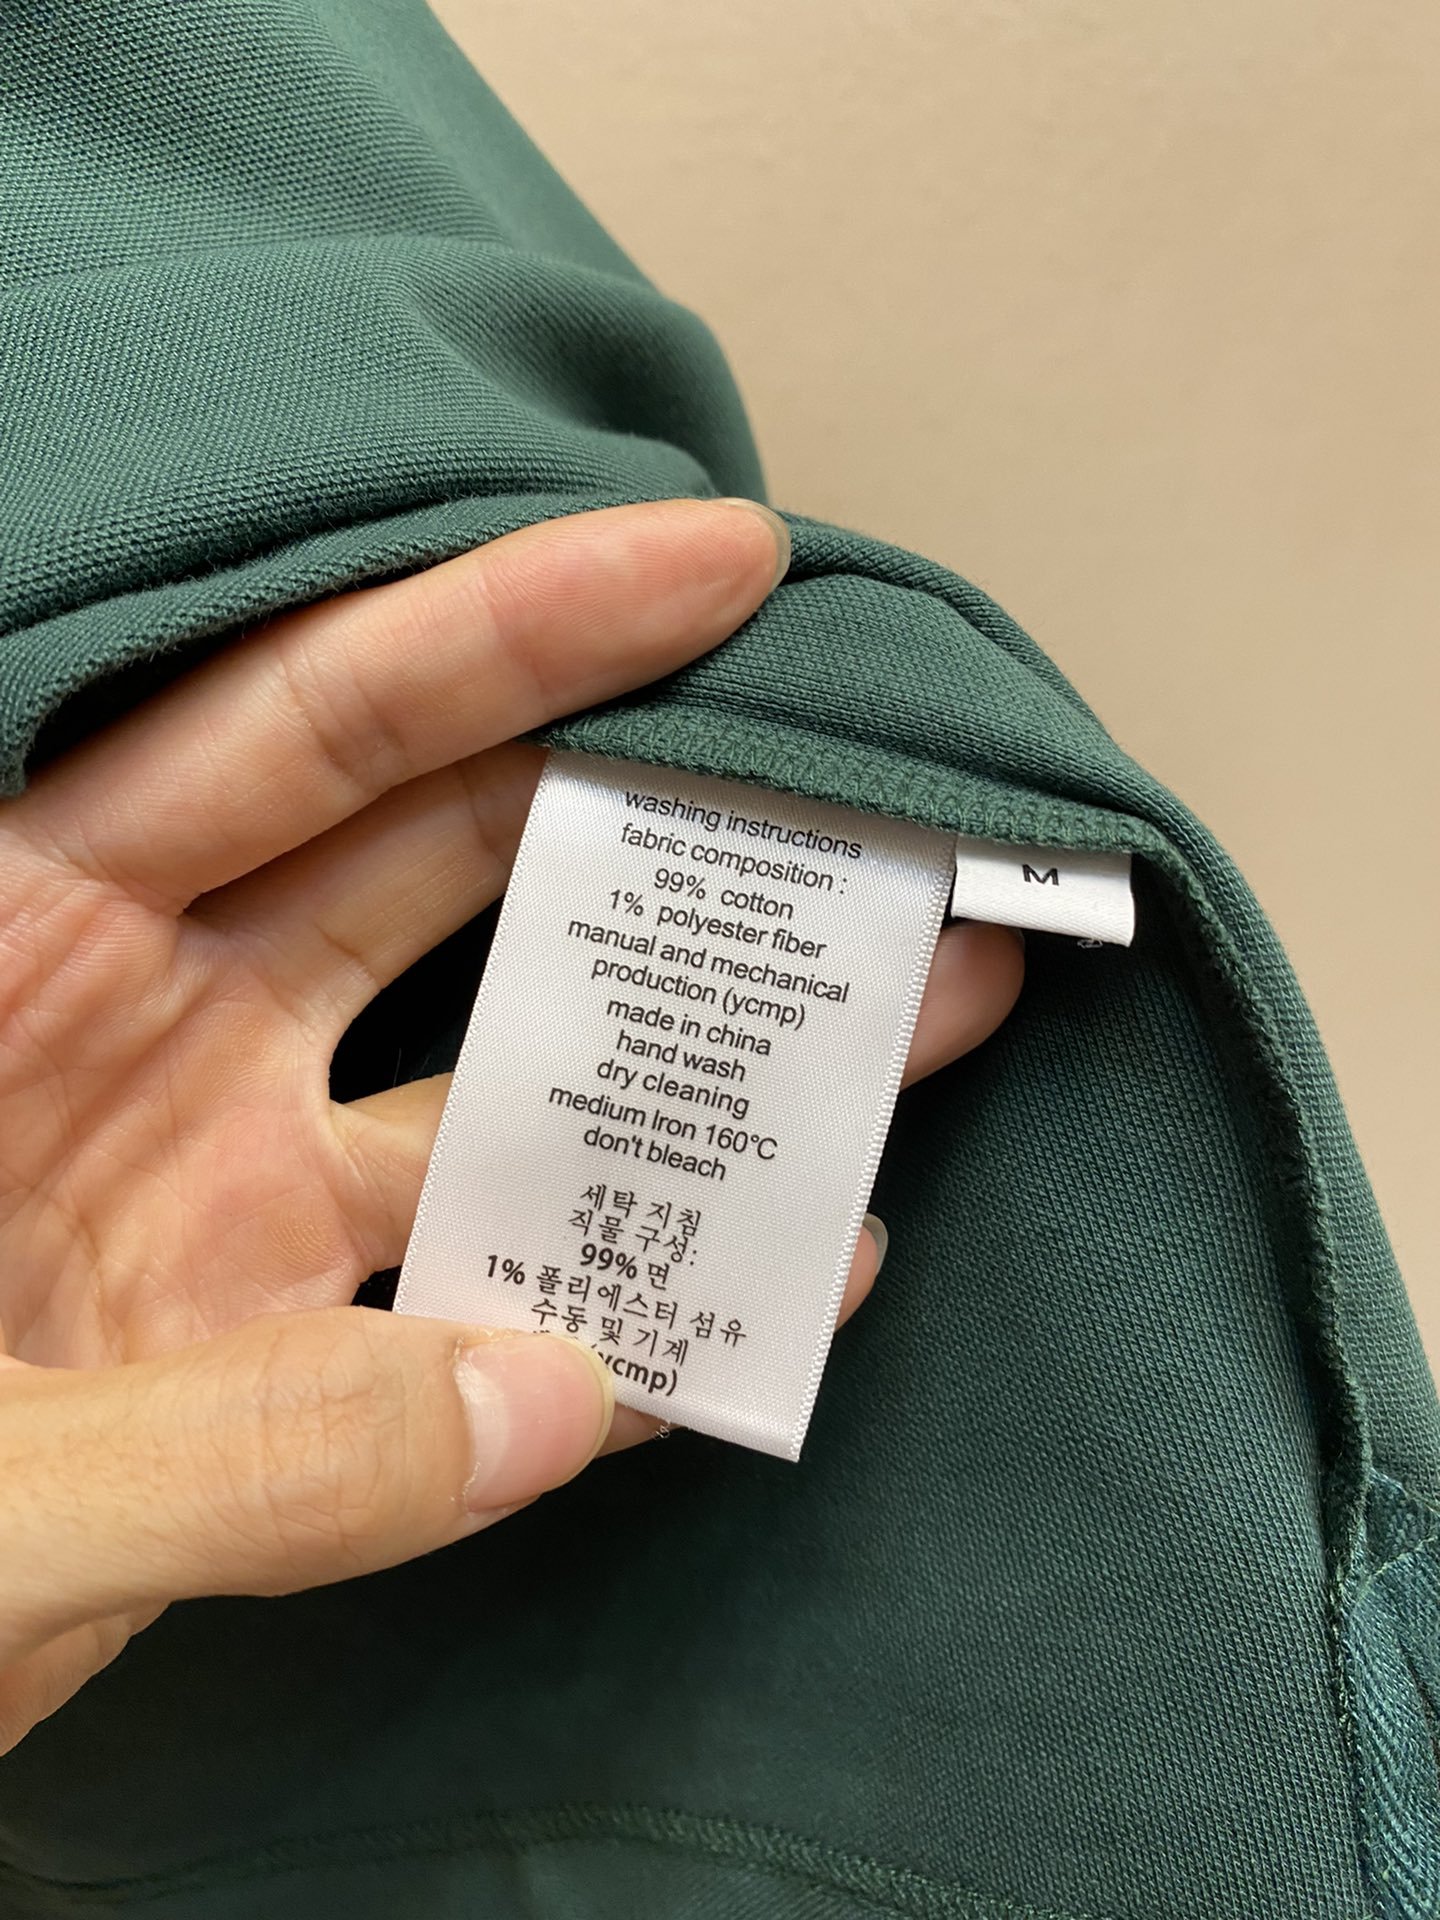 washing instructions
fabric composition :
99% cotton
1% polyester fiber
manual and mechanical
production (ycmp)
made in china
hand wash
dry cleaning
medium Iron 160°C
don't bleach
세탁 지침
직물 구성:
99% 면
1% 폴리에스터 섬유
수동 및 기계
(ycmp)
M